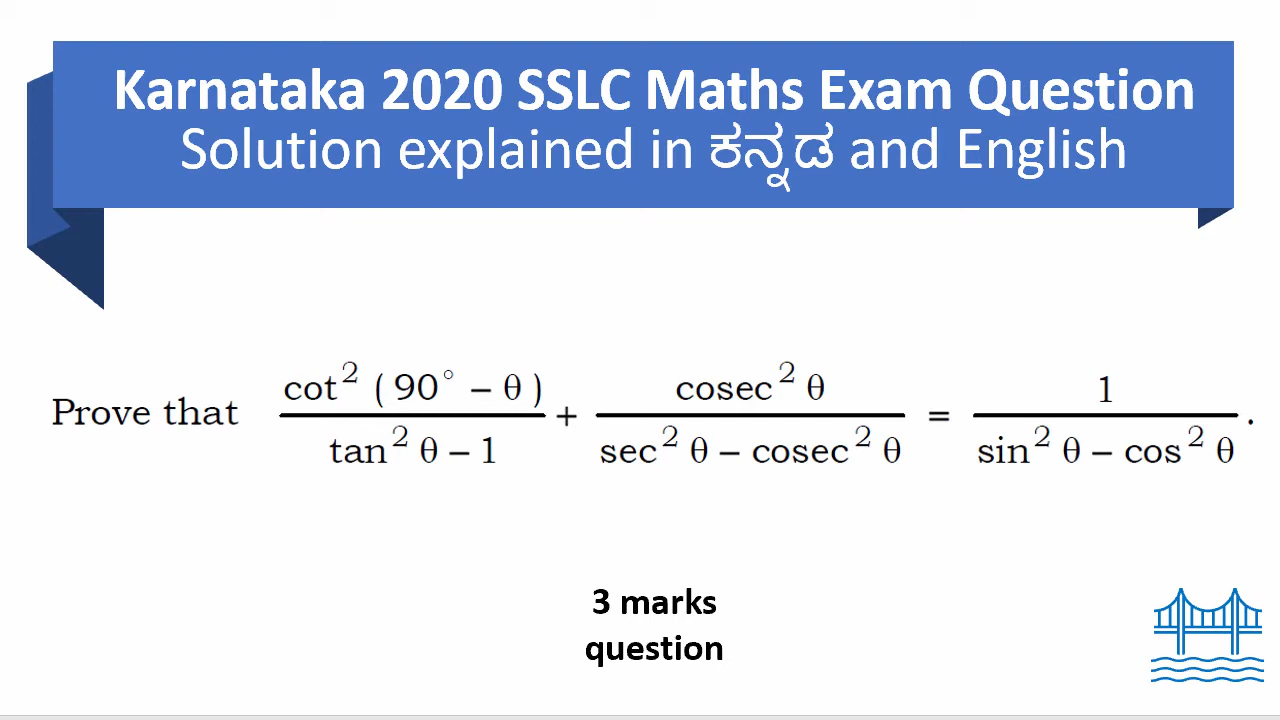 Karnataka 2020 SSLC Maths Exam Question
Solution explained in ಕನ್ನಡ and English
Prove that cot² ( 90° – θ ) / tan² θ – 1 + cosec² θ / sec² θ – cosec² θ = 1 / sin² θ – cos² θ .
3 marks
question